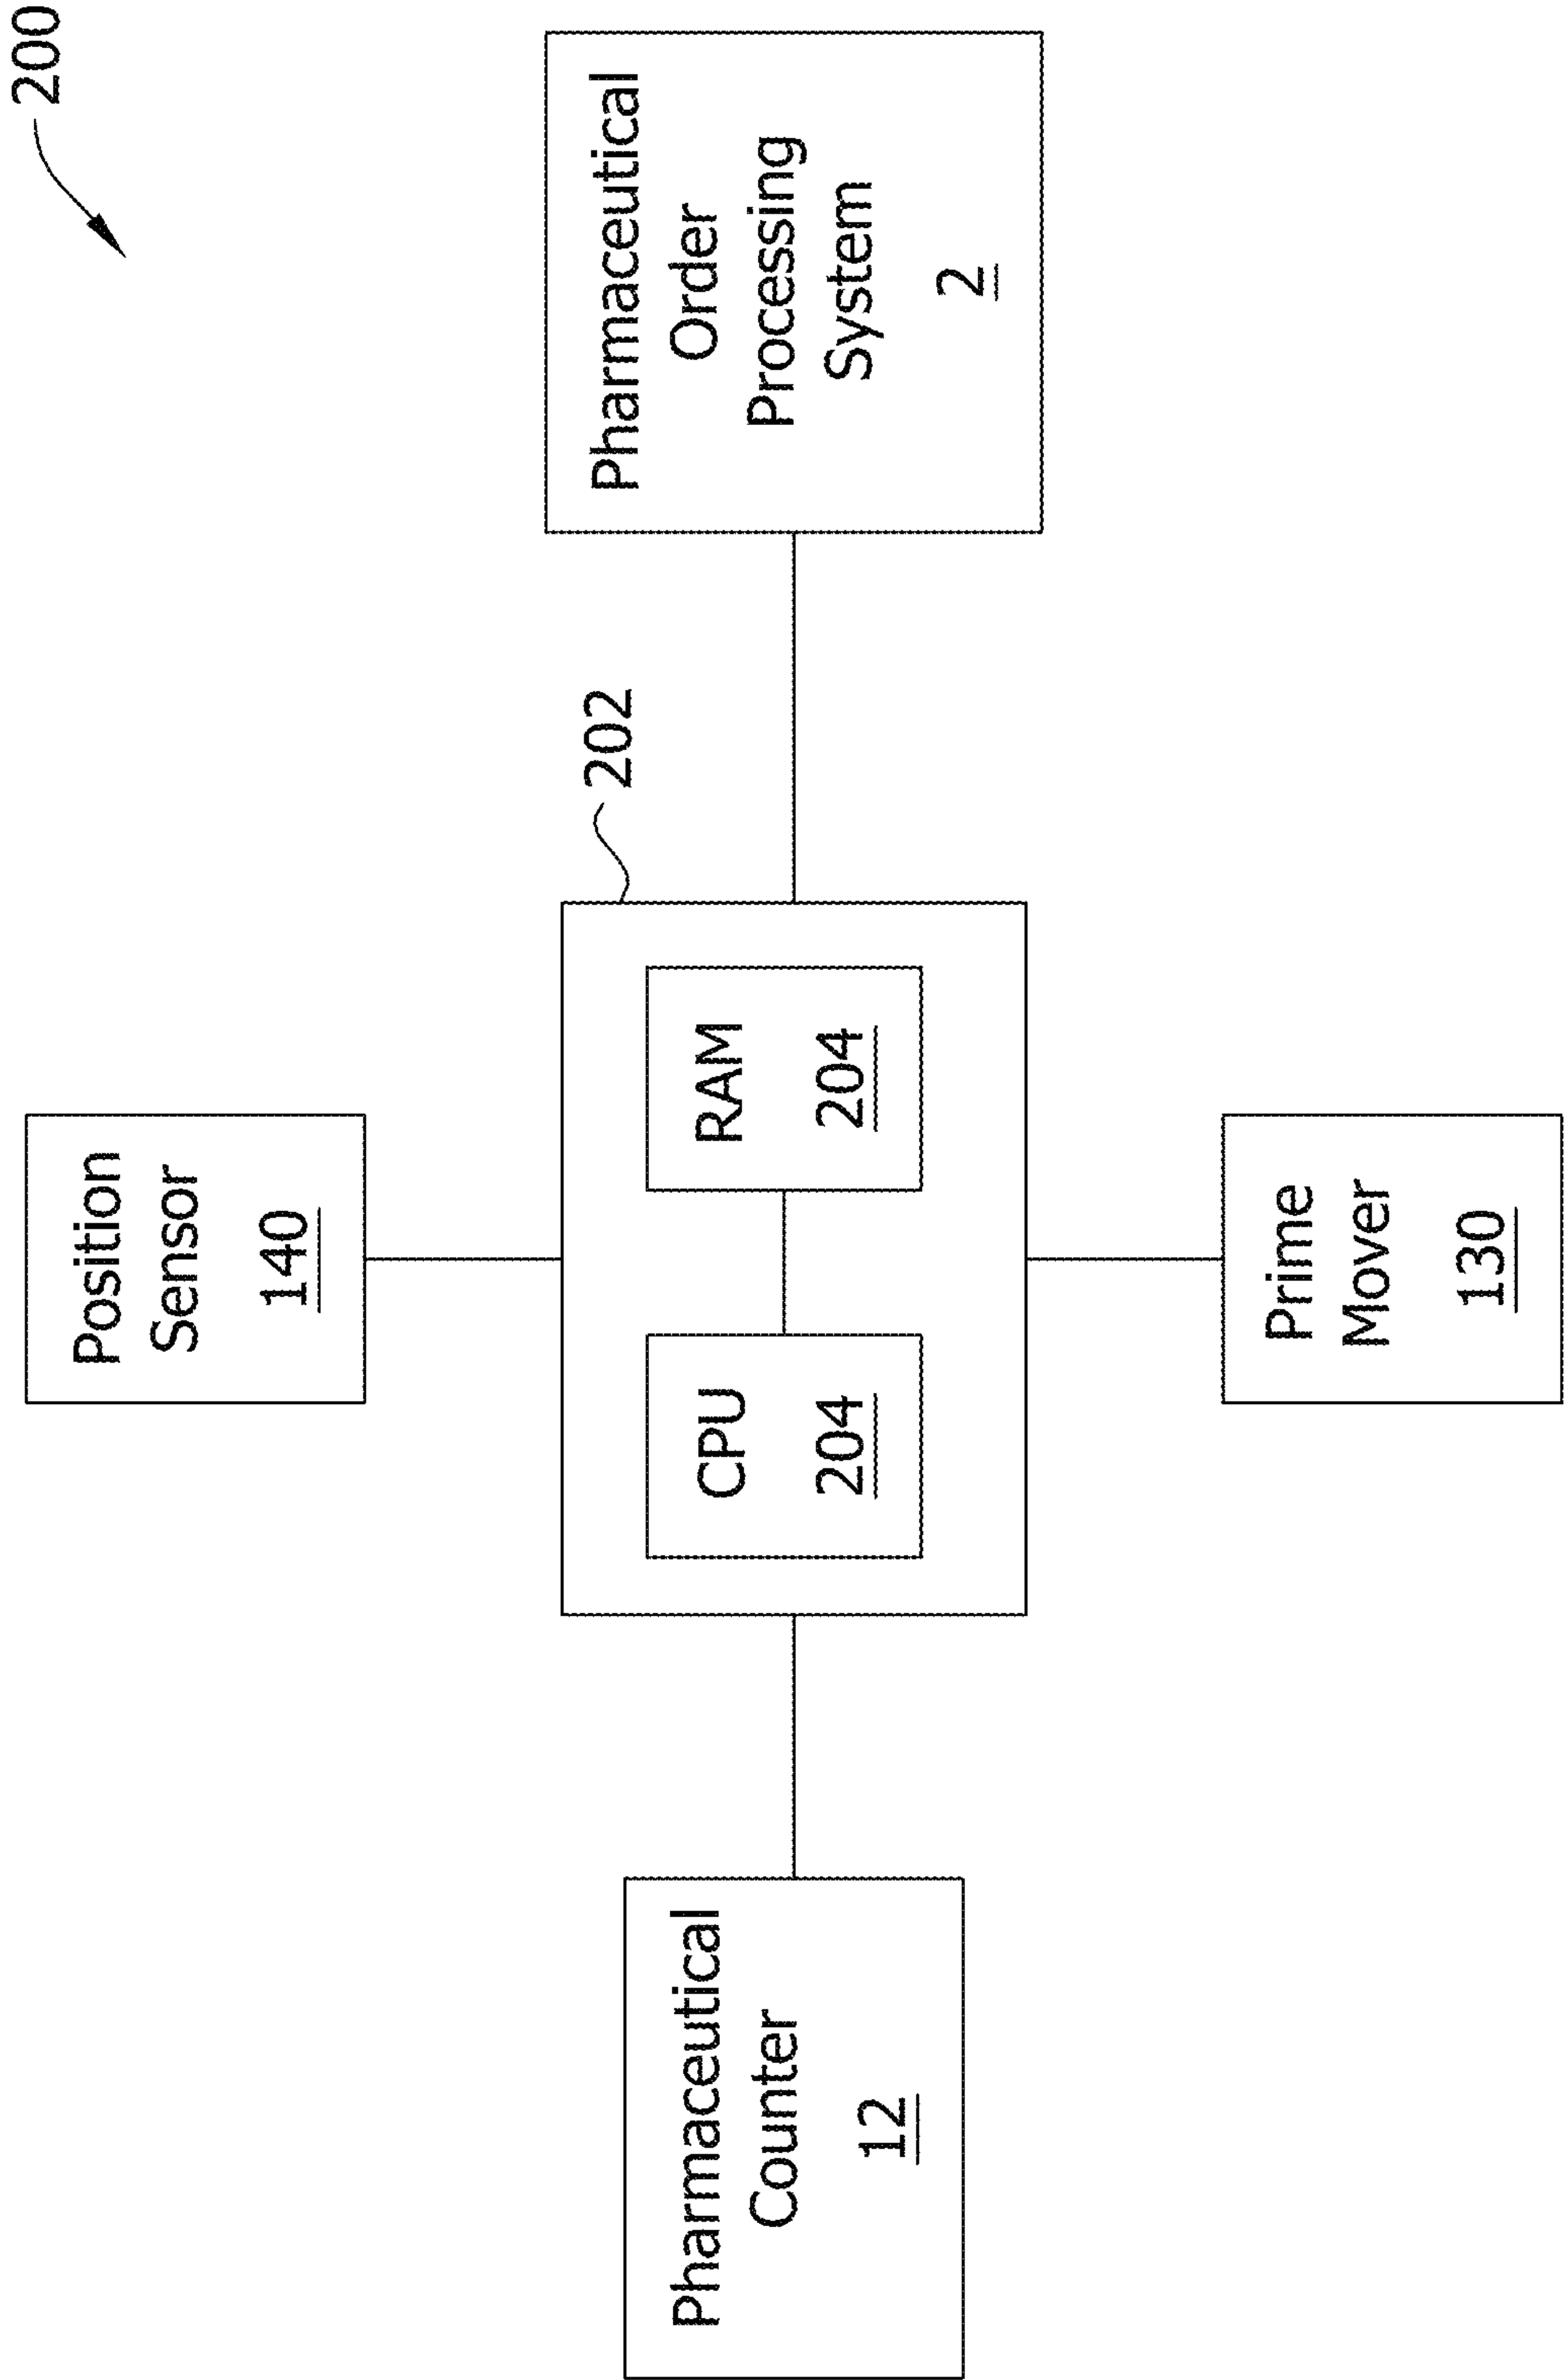 200
Position
Sensor
140
202
Pharmaceutical
Counter
12
CPU
204
RAM
204
Pharmaceutical
Order
Processing
System
2
Prime
Mover
130